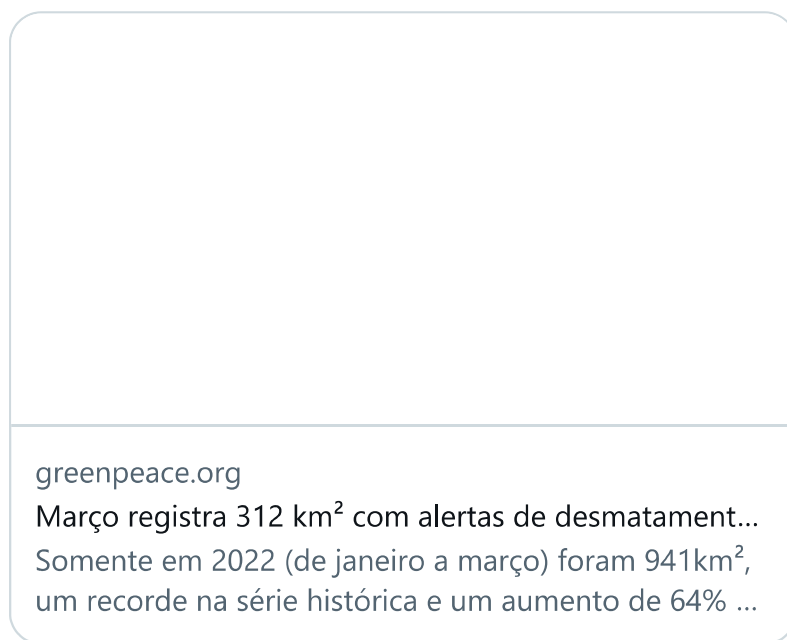 greenpeace.org
Março registra 312 km² com alertas de desmatament...
Somente em 2022 (de janeiro a março) foram 941km²,
um recorde na série histórica e um aumento de 64% ...